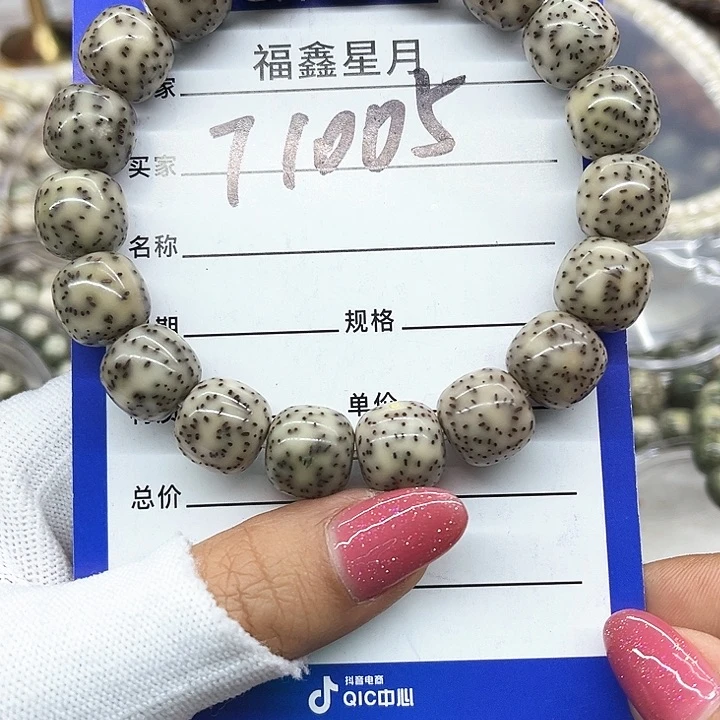 福鑫星月
家
买家
71005
名称
期 规格
单价
总价
抖音电商
QIC中心